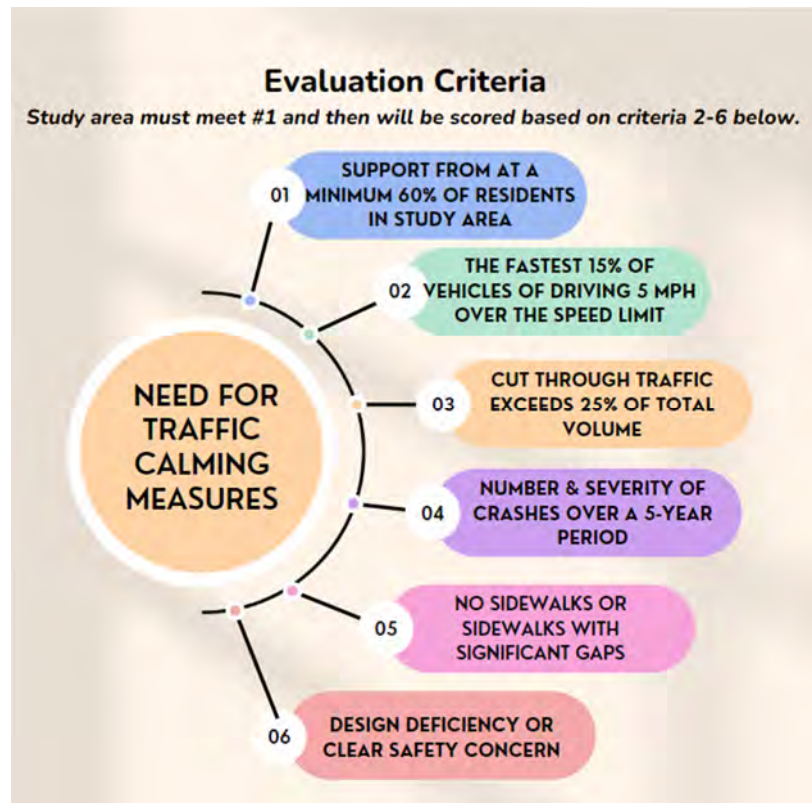 Evaluation Criteria
Study area must meet #1 and then will be scored based on criteria 2-6 below.
NEED FOR
TRAFFIC
CALMING
MEASURES
01
SUPPORT FROM AT A
MINIMUM 60% OF RESIDENTS
IN STUDY AREA
02
THE FASTEST 15% OF
VEHICLES OF DRIVING 5 MPH
OVER THE SPEED LIMIT
03
CUT THROUGH TRAFFIC
EXCEEDS 25% OF TOTAL
VOLUME
04
NUMBER & SEVERITY OF
CRASHES OVER A 5-YEAR
PERIOD
05
NO SIDEWALKS OR
SIDEWALKS WITH
SIGNIFICANT GAPS
06
DESIGN DEFICIENCY OR
CLEAR SAFETY CONCERN